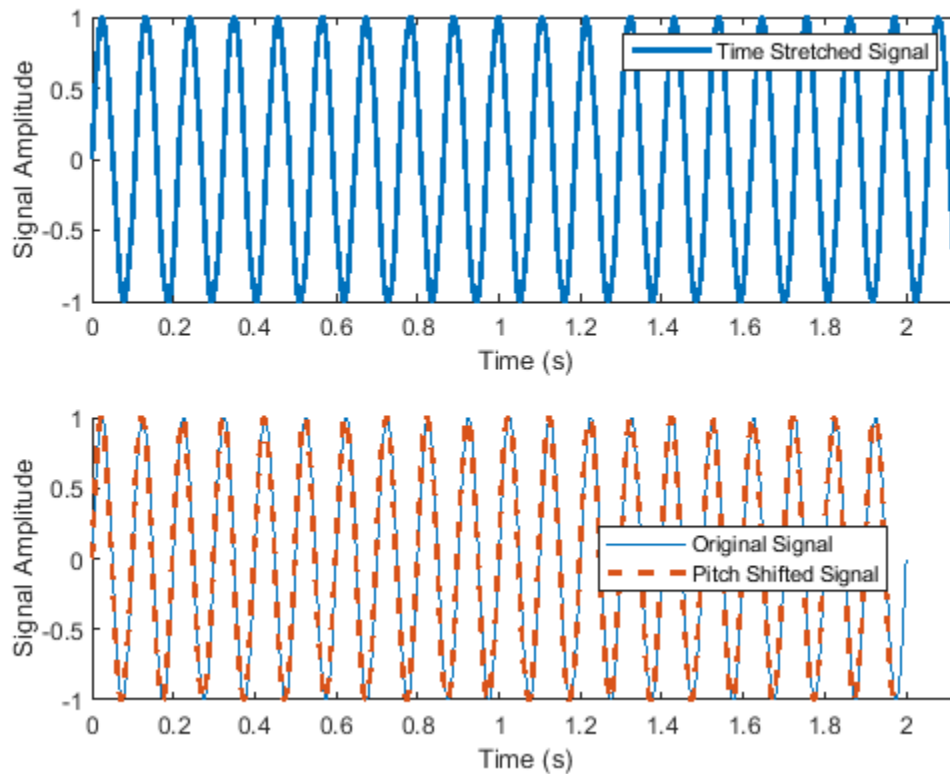 1
0.5
0
-0.5
-1
Signal Amplitude
Time Stretched Signal
0 0.2 0.4 0.6 0.8 1 1.2 1.4 1.6 1.8 2
Time (s)
1
0.5
0
-0.5
-1
Signal Amplitude
Original Signal
Pitch Shifted Signal
0 0.2 0.4 0.6 0.8 1 1.2 1.4 1.6 1.8 2
Time (s)